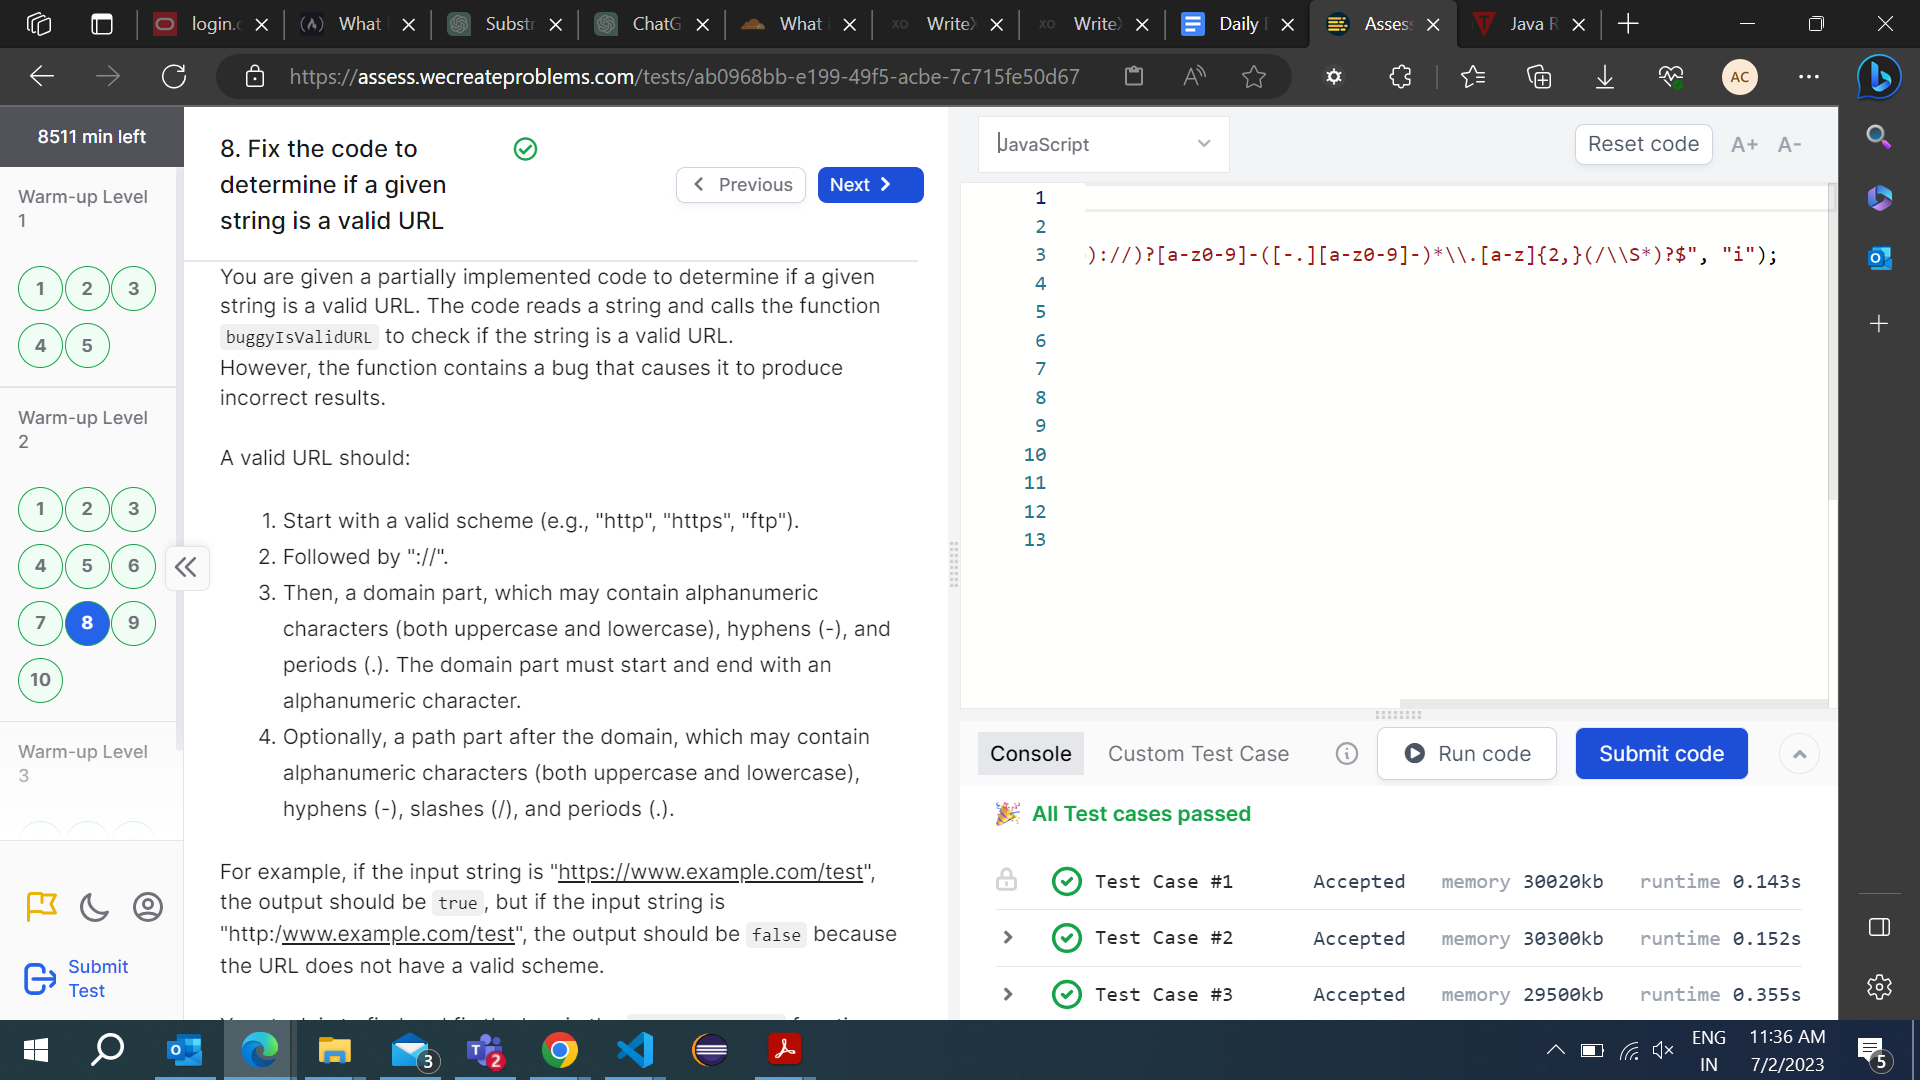 login.c
What
Substr
ChatG
What i
WriteX
WriteX
Daily
Assess
Java R
https://assess.wecreateproblems.com/tests/ab0968bb-e199-49f5-acbe-7c715fe50d67
AC
8511 min left
Warm-up Level
1
1 2 3
4 5
Warm-up Level
2
1 2 3
4 5 6
7 8 9
10
Warm-up Level
3
Submit
Test
8. Fix the code to
determine if a given
string is a valid URL
Previous
Next
You are given a partially implemented code to determine if a given
string is a valid URL. The code reads a string and calls the function
buggyIsValidURL to check if the string is a valid URL.
However, the function contains a bug that causes it to produce
incorrect results.
A valid URL should:
1. Start with a valid scheme (e.g., "http", "https", "ftp").
2. Followed by "://".
3. Then, a domain part, which may contain alphanumeric
characters (both uppercase and lowercase), hyphens (-), and
periods (.). The domain part must start and end with an
alphanumeric character.
4. Optionally, a path part after the domain, which may contain
alphanumeric characters (both uppercase and lowercase),
hyphens (-), slashes (/), and periods (.).
For example, if the input string is "https://www.example.com/test",
the output should be true, but if the input string is
"http:/www.example.com/test", the output should be false because
the URL does not have a valid scheme.
JavaScript
Reset code
A+ A-
1
2
3 )://)?[a-z0-9]-([-.][a-z0-9]-)*\\.[a-z]{2,}(/\\S*)?$", "i");
4
5
6
7
8
9
10
11
12
13
Console
Custom Test Case
Run code
Submit code
All Test cases passed
Test Case #1 Accepted memory 30020kb runtime 0.143s
Test Case #2 Accepted memory 30300kb runtime 0.152s
Test Case #3 Accepted memory 29500kb runtime 0.355s
3
2
ENG
IN
11:36 AM
7/2/2023
5